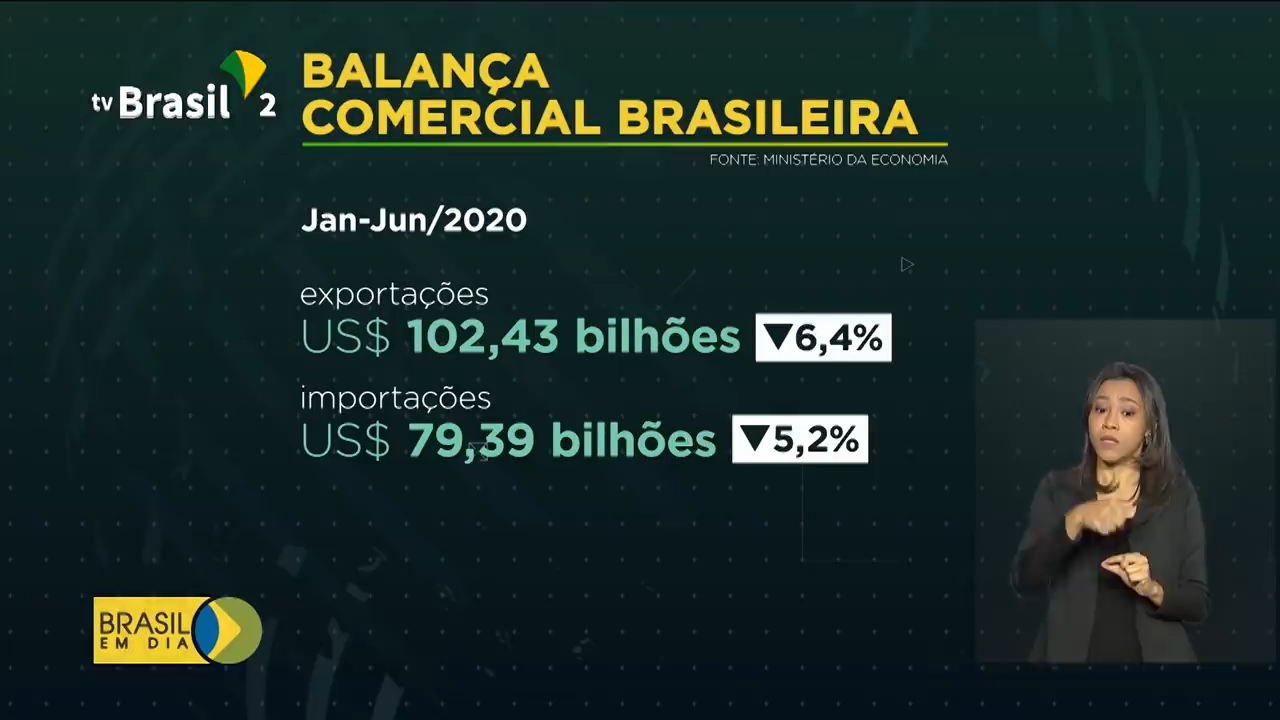 tv Brasil 2
BALANÇA
COMERCIAL BRASILEIRA
FONTE: MINISTÉRIO DA ECONOMIA
Jan-Jun/2020
exportações
US$ 102,43 bilhões ▼6,4%
importações
US$ 79,39 bilhões ▼5,2%
BRASIL
EM DIA